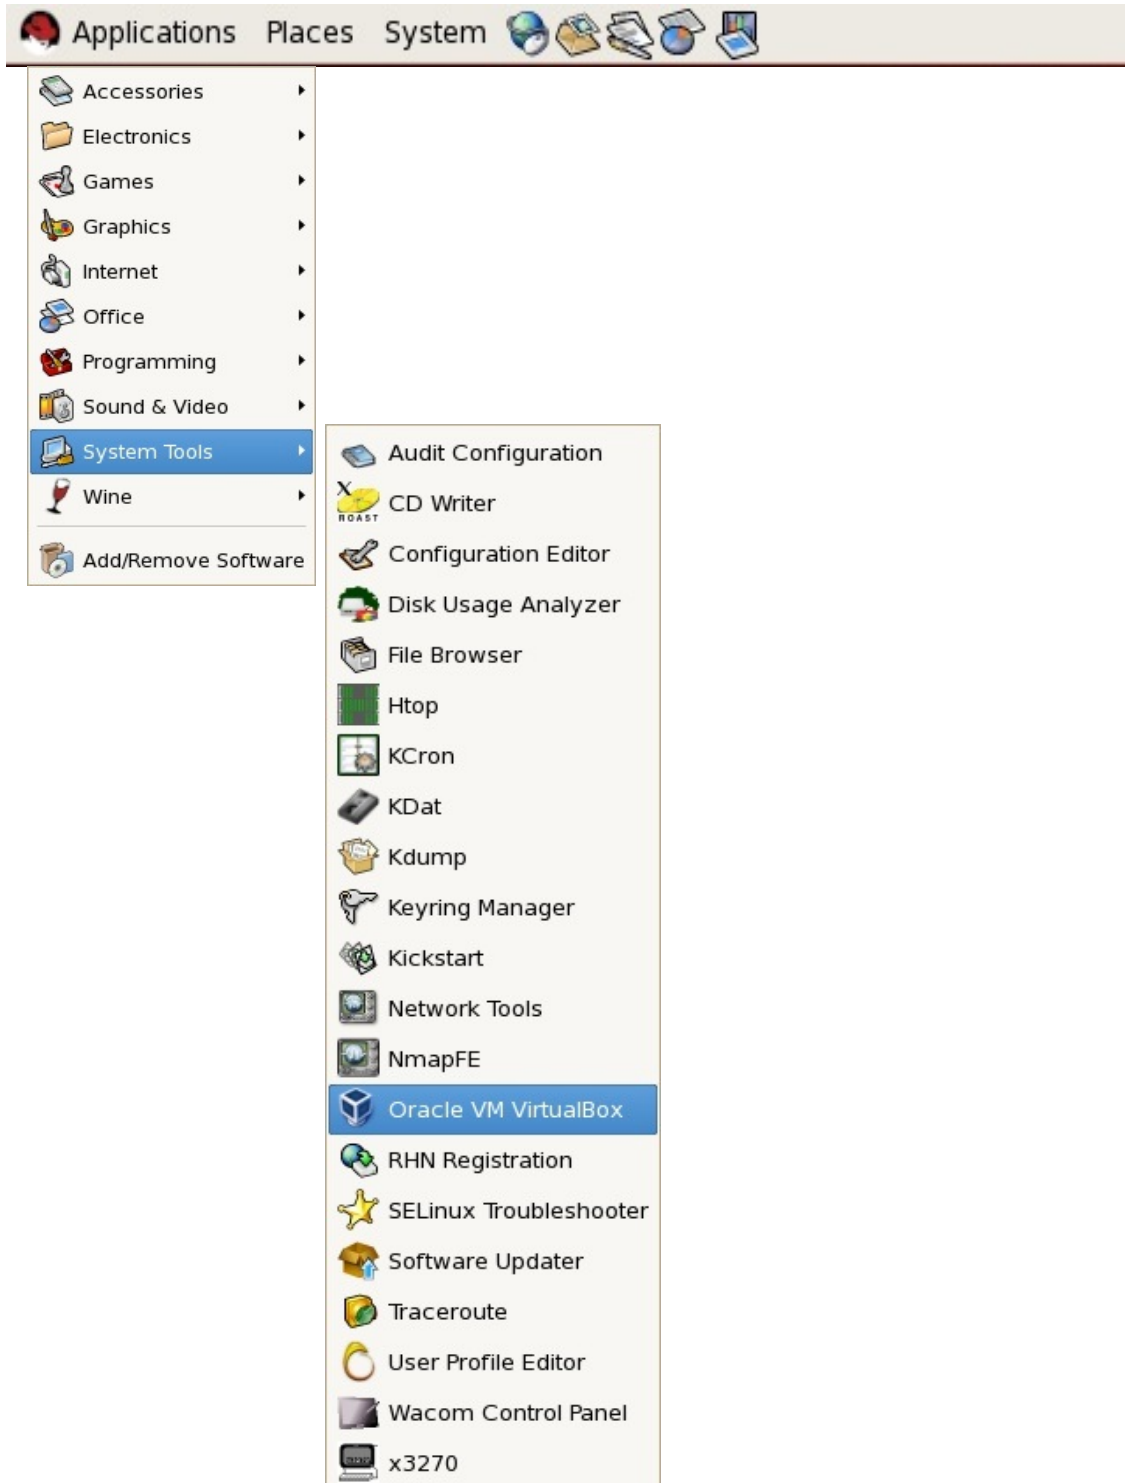 Applications Places System
Accessories
Electronics
Games
Graphics
Internet
Office
Programming
Sound & Video
System Tools
Wine
Add/Remove Software
Audit Configuration
X
ROAST
CD Writer
Configuration Editor
Disk Usage Analyzer
File Browser
Htop
KCron
KDat
Kdump
Keyring Manager
Kickstart
Network Tools
NmapFE
Oracle VM VirtualBox
RHN Registration
SELinux Troubleshooter
Software Updater
Traceroute
User Profile Editor
Wacom Control Panel
x3270